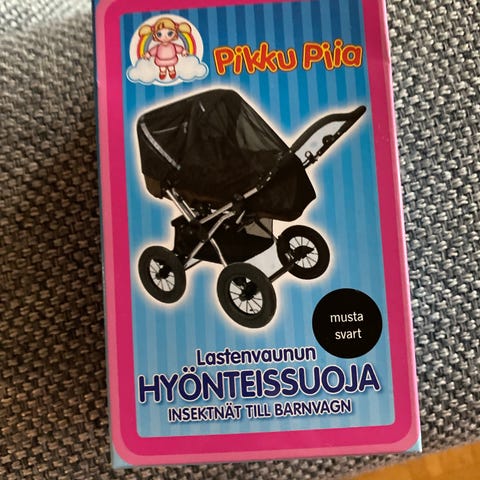 Pikku Piia
musta
svart
Lastenvaunun
HYÖNTEISSUOJA
INSEKTNÄT TILL BARNVAGN